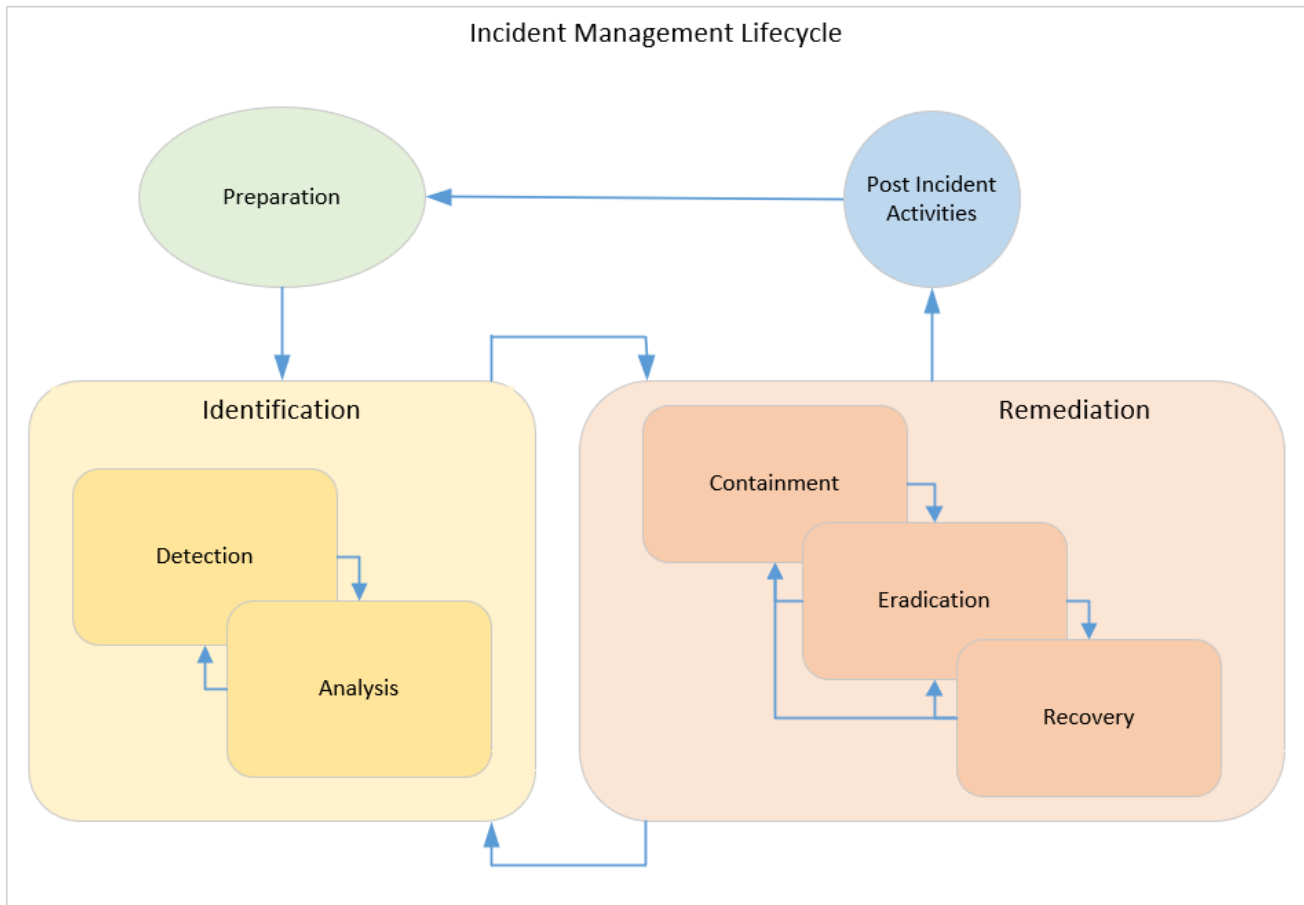 Incident Management Lifecycle
Preparation
Post Incident
Activities
Identification
Remediation
Detection
Analysis
Containment
Eradication
Recovery